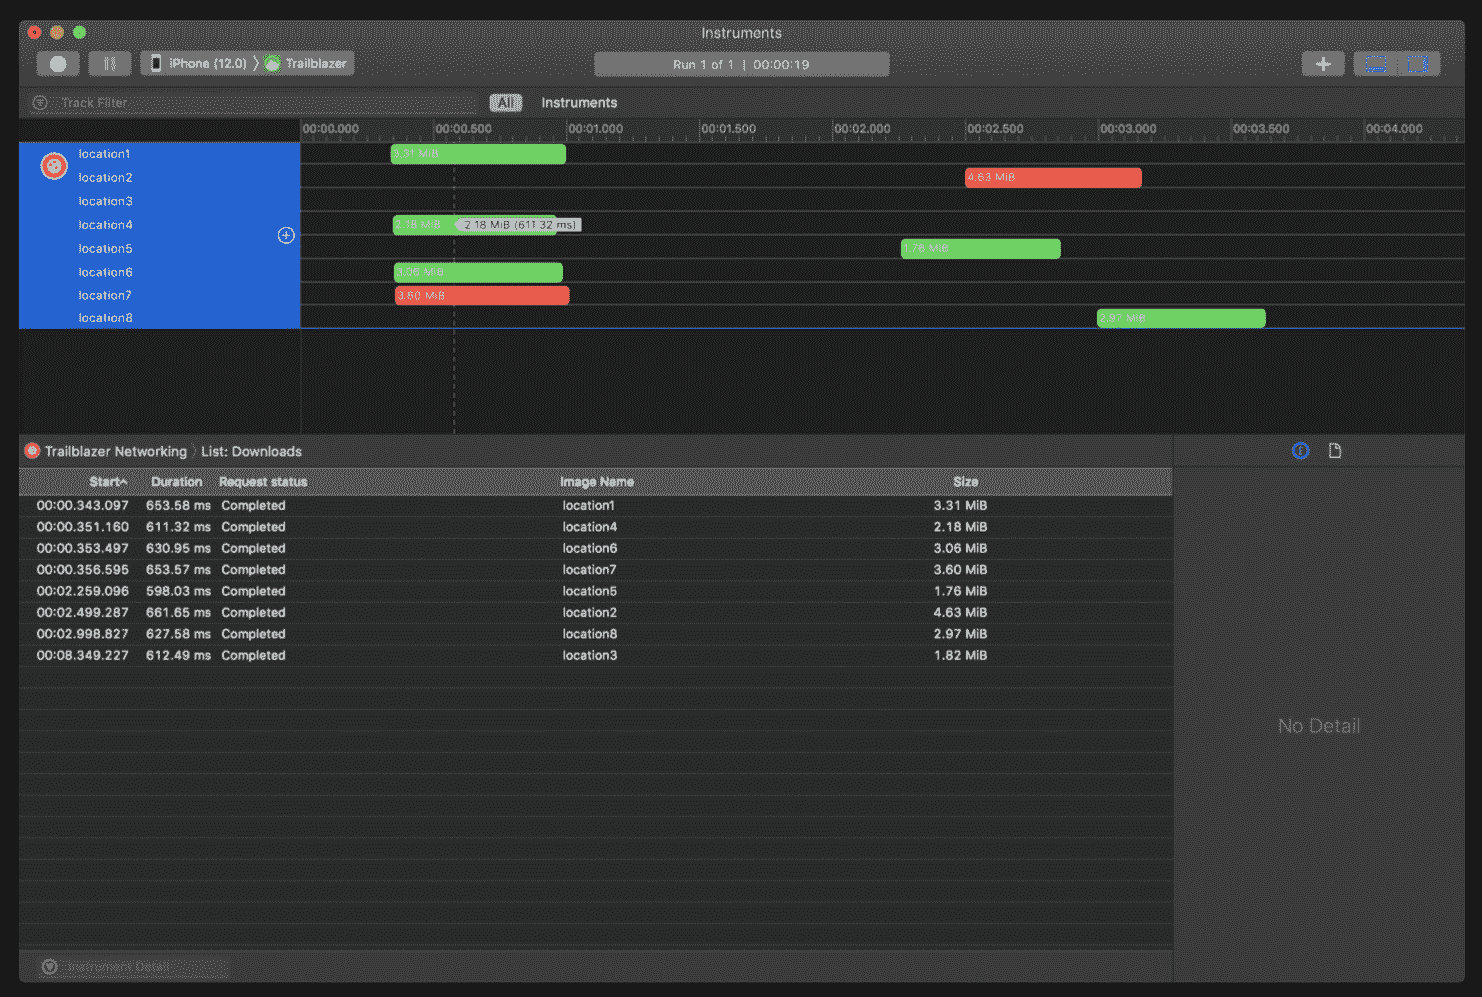 Instruments
iPhone (12.0) 〉 Trailblazer
Run 1 of 1 | 00:00:19
Track Filter
All Instruments
00:00.000 00:00.500 00:01.000 00:01.500 00:02.000 00:02.500 00:03.000 00:03.500 00:04.000
location1 3.31 MiB
location2 4.63 MiB
location3
location4 2.18 MiB 2.18 MiB (611.32 ms)
location5 1.76 MiB
location6 3.06 MiB
location7 3.60 MiB
location8 2.97 MiB
Trailblazer Networking 〉 List: Downloads
Start Duration Request status Image Name Size
00:00.343.097 653.58 ms Completed location1 3.31 MiB
00:00.351.160 611.32 ms Completed location4 2.18 MiB
00:00.353.497 630.95 ms Completed location6 3.06 MiB
00:00.356.595 653.57 ms Completed location7 3.60 MiB
00:02.259.096 598.03 ms Completed location5 1.76 MiB
00:02.499.287 661.65 ms Completed location2 4.63 MiB
00:02.998.827 627.58 ms Completed location8 2.97 MiB
00:08.349.227 612.49 ms Completed location3 1.82 MiB
No Detail
Instrument Detail